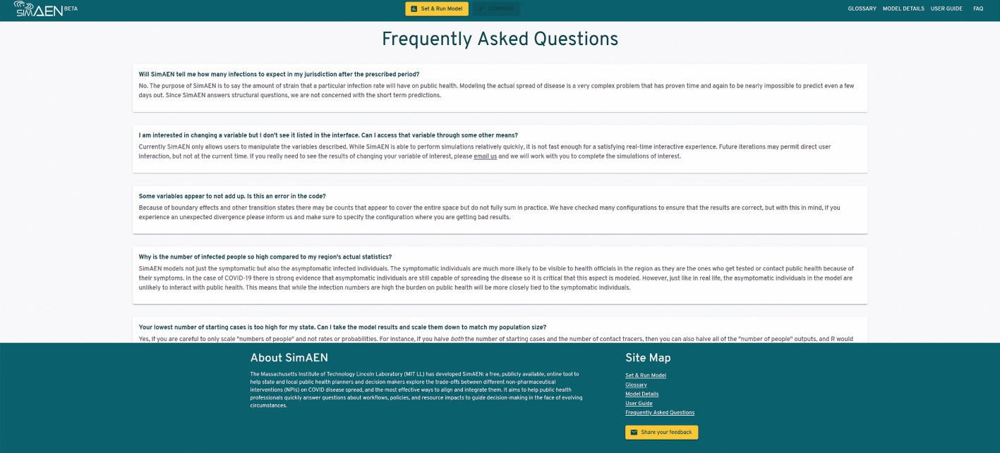 SimAEN BETA
Set & Run Model
COMPARE
GLOSSARY MODEL DETAILS USER GUIDE FAQ
Frequently Asked Questions
Will SimAEN tell me how many infections to expect in my jurisdiction after the prescribed period?
No. The purpose of SimAEN is to say the amount of strain that a particular infection rate will have on public health. Modeling the actual spread of disease is a very complex problem that has proven time and again to be nearly impossible to predict even a few
days out. Since SimAEN answers structural questions, we are not concerned with the short term predictions.
I am interested in changing a variable but I don't see it listed in the interface. Can I access that variable through some other means?
Currently SimAEN only allows users to manipulate the variables described. While SimAEN is able to perform simulations relatively quickly, it is not fast enough for a satisfying real-time interactive experience. Future iterations may permit direct user
interaction, but not at the current time. If you really need to see the results of changing your variable of interest, please email us and we will work with you to complete the simulations of interest.
Some variables appear to not add up. Is this an error in the code?
Because of boundary effects and other transition states there may be counts that appear to cover the entire space but do not fully sum in practice. We have checked many configurations to ensure that the results are correct, but with this in mind, if you
experience an unexpected divergence please inform us and make sure to specify the configuration where you are getting bad results.
Why is the number of infected people so high compared to my region's actual statistics?
SimAEN models not just the symptomatic but also the asymptomatic infected individuals. The symptomatic individuals are much more likely to be visible to health officials in the region as they are the ones who get tested or contact public health because of
their symptoms. In the case of COVID-19 there is strong evidence that asymptomatic individuals are still capable of spreading the disease so it is critical that this aspect is modeled. However, just like in real life, the asymptomatic individuals in the model are
unlikely to interact with public health. This means that while the infection numbers are high the burden on public health will be more closely tied to the symptomatic individuals.
Your lowest number of starting cases is too high for my state. Can I take the model results and scale them down to match my population size?
Yes, if you are careful to only scale "numbers of people" and not rates or probabilities. For instance, if you halve both the number of starting cases and the number of contact tracers, then you can also halve all of the "number of people" outputs, and R would
About SimAEN
The Massachusetts Institute of Technology Lincoln Laboratory (MIT LL) has developed SimAEN: a free, publicly available, online tool to
help state and local public health planners and decision makers explore the trade-offs between different non-pharmaceutical
interventions (NPIs) on COVID disease spread, and the most effective ways to align and integrate them. It aims to help public health
professionals quickly answer questions about workflows, policies, and resource impacts to guide decision-making in the face of evolving
circumstances.
Site Map
Set & Run Model
Glossary
Model Details
User Guide
Frequently Asked Questions
Share your feedback